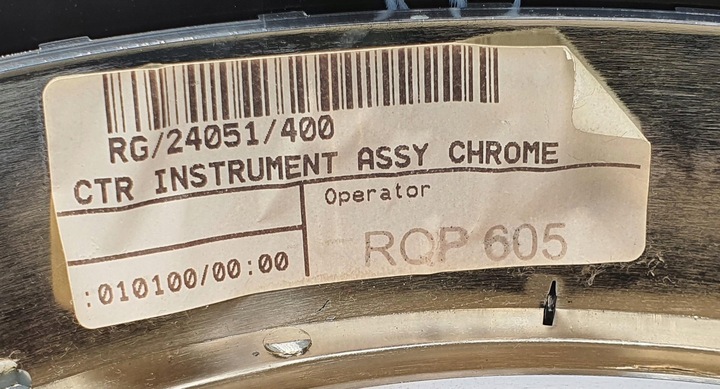 RG/24051/400
CTR INSTRUMENT ASSY CHROME
Operator
RQP 605
:010100/00:00